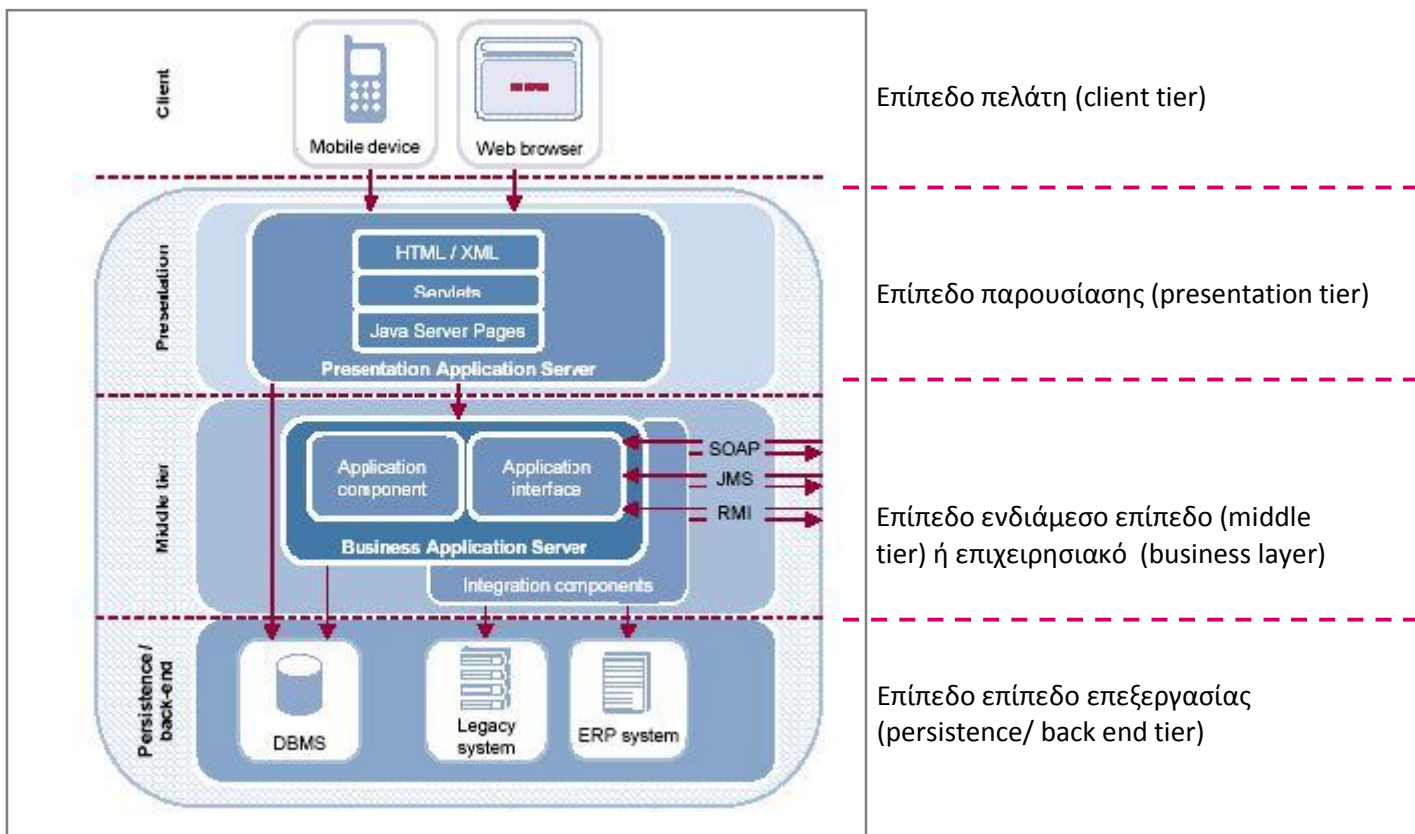 Client
Mobile device
Web browser
Επίπεδο πελάτη (client tier)
Presentation
HTML / XML
Servlets
Java Server Pages
Presentation Application Server
Επίπεδο παρουσίασης (presentation tier)
Middle tier
Application
component
Application
interface
Business Application Server
Integration components
SOAP
JMS
RMI
Επίπεδο ενδιάμεσο επίπεδο (middle
tier) ή επιχειρησιακό (business layer)
Persistence /
back-end
DBMS
Legacy
system
ERP system
Επίπεδο επίπεδο επεξεργασίας
(persistence/ back end tier)